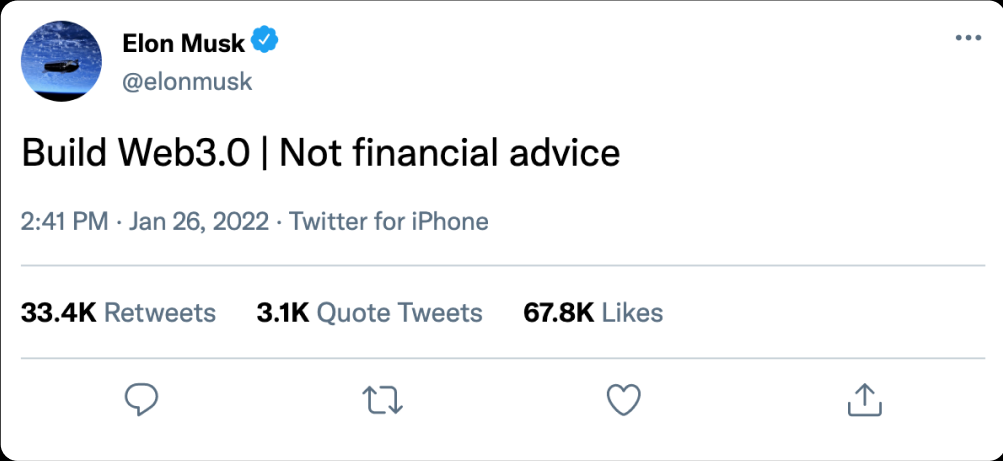 Elon Musk
@elonmusk
Build Web3.0 | Not financial advice
2:41 PM · Jan 26, 2022 · Twitter for iPhone
33.4K Retweets 3.1K Quote Tweets 67.8K Likes